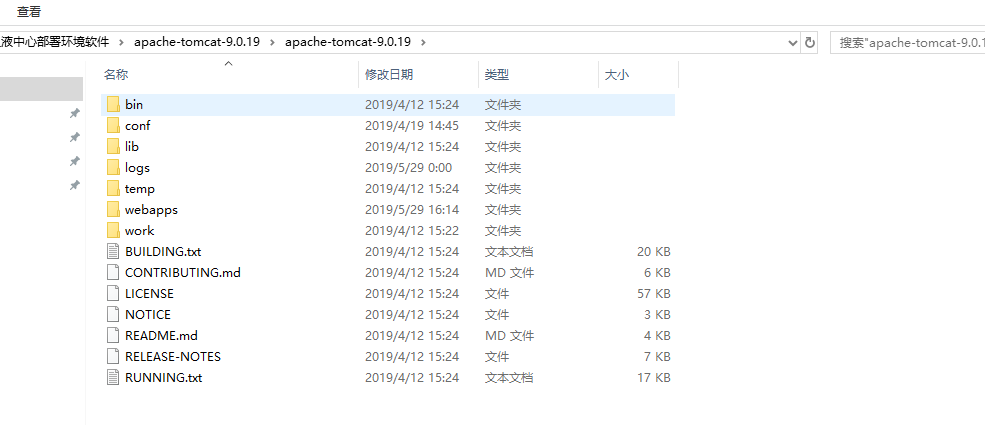 查看
液中心部署环境软件 › apache-tomcat-9.0.19 › apache-tomcat-9.0.19 › 搜索"apache-tomcat-9.0.1
名称 修改日期 类型 大小
bin 2019/4/12 15:24 文件夹
conf 2019/4/19 14:45 文件夹
lib 2019/4/12 15:24 文件夹
logs 2019/5/29 0:00 文件夹
temp 2019/4/12 15:24 文件夹
webapps 2019/5/29 16:14 文件夹
work 2019/4/12 15:22 文件夹
BUILDING.txt 2019/4/12 15:24 文本文档 20 KB
CONTRIBUTING.md 2019/4/12 15:24 MD 文件 6 KB
LICENSE 2019/4/12 15:24 文件 57 KB
NOTICE 2019/4/12 15:24 文件 3 KB
README.md 2019/4/12 15:24 MD 文件 4 KB
RELEASE-NOTES 2019/4/12 15:24 文件 7 KB
RUNNING.txt 2019/4/12 15:24 文本文档 17 KB